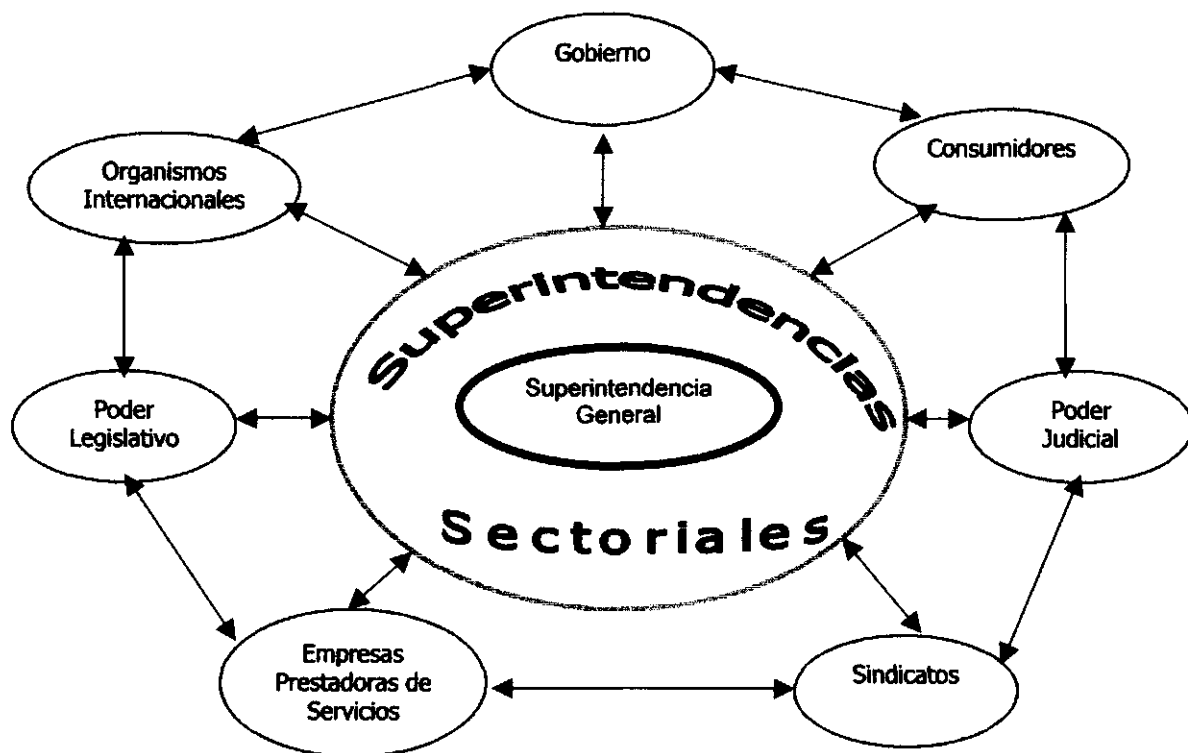 Gobierno
Consumidores
Organismos
Internacionales
Superintendencias
Superintendencia
General
Poder
Legislativo
Poder
Judicial
Sectoriales
Empresas
Prestadoras de
Servicios
Sindicatos